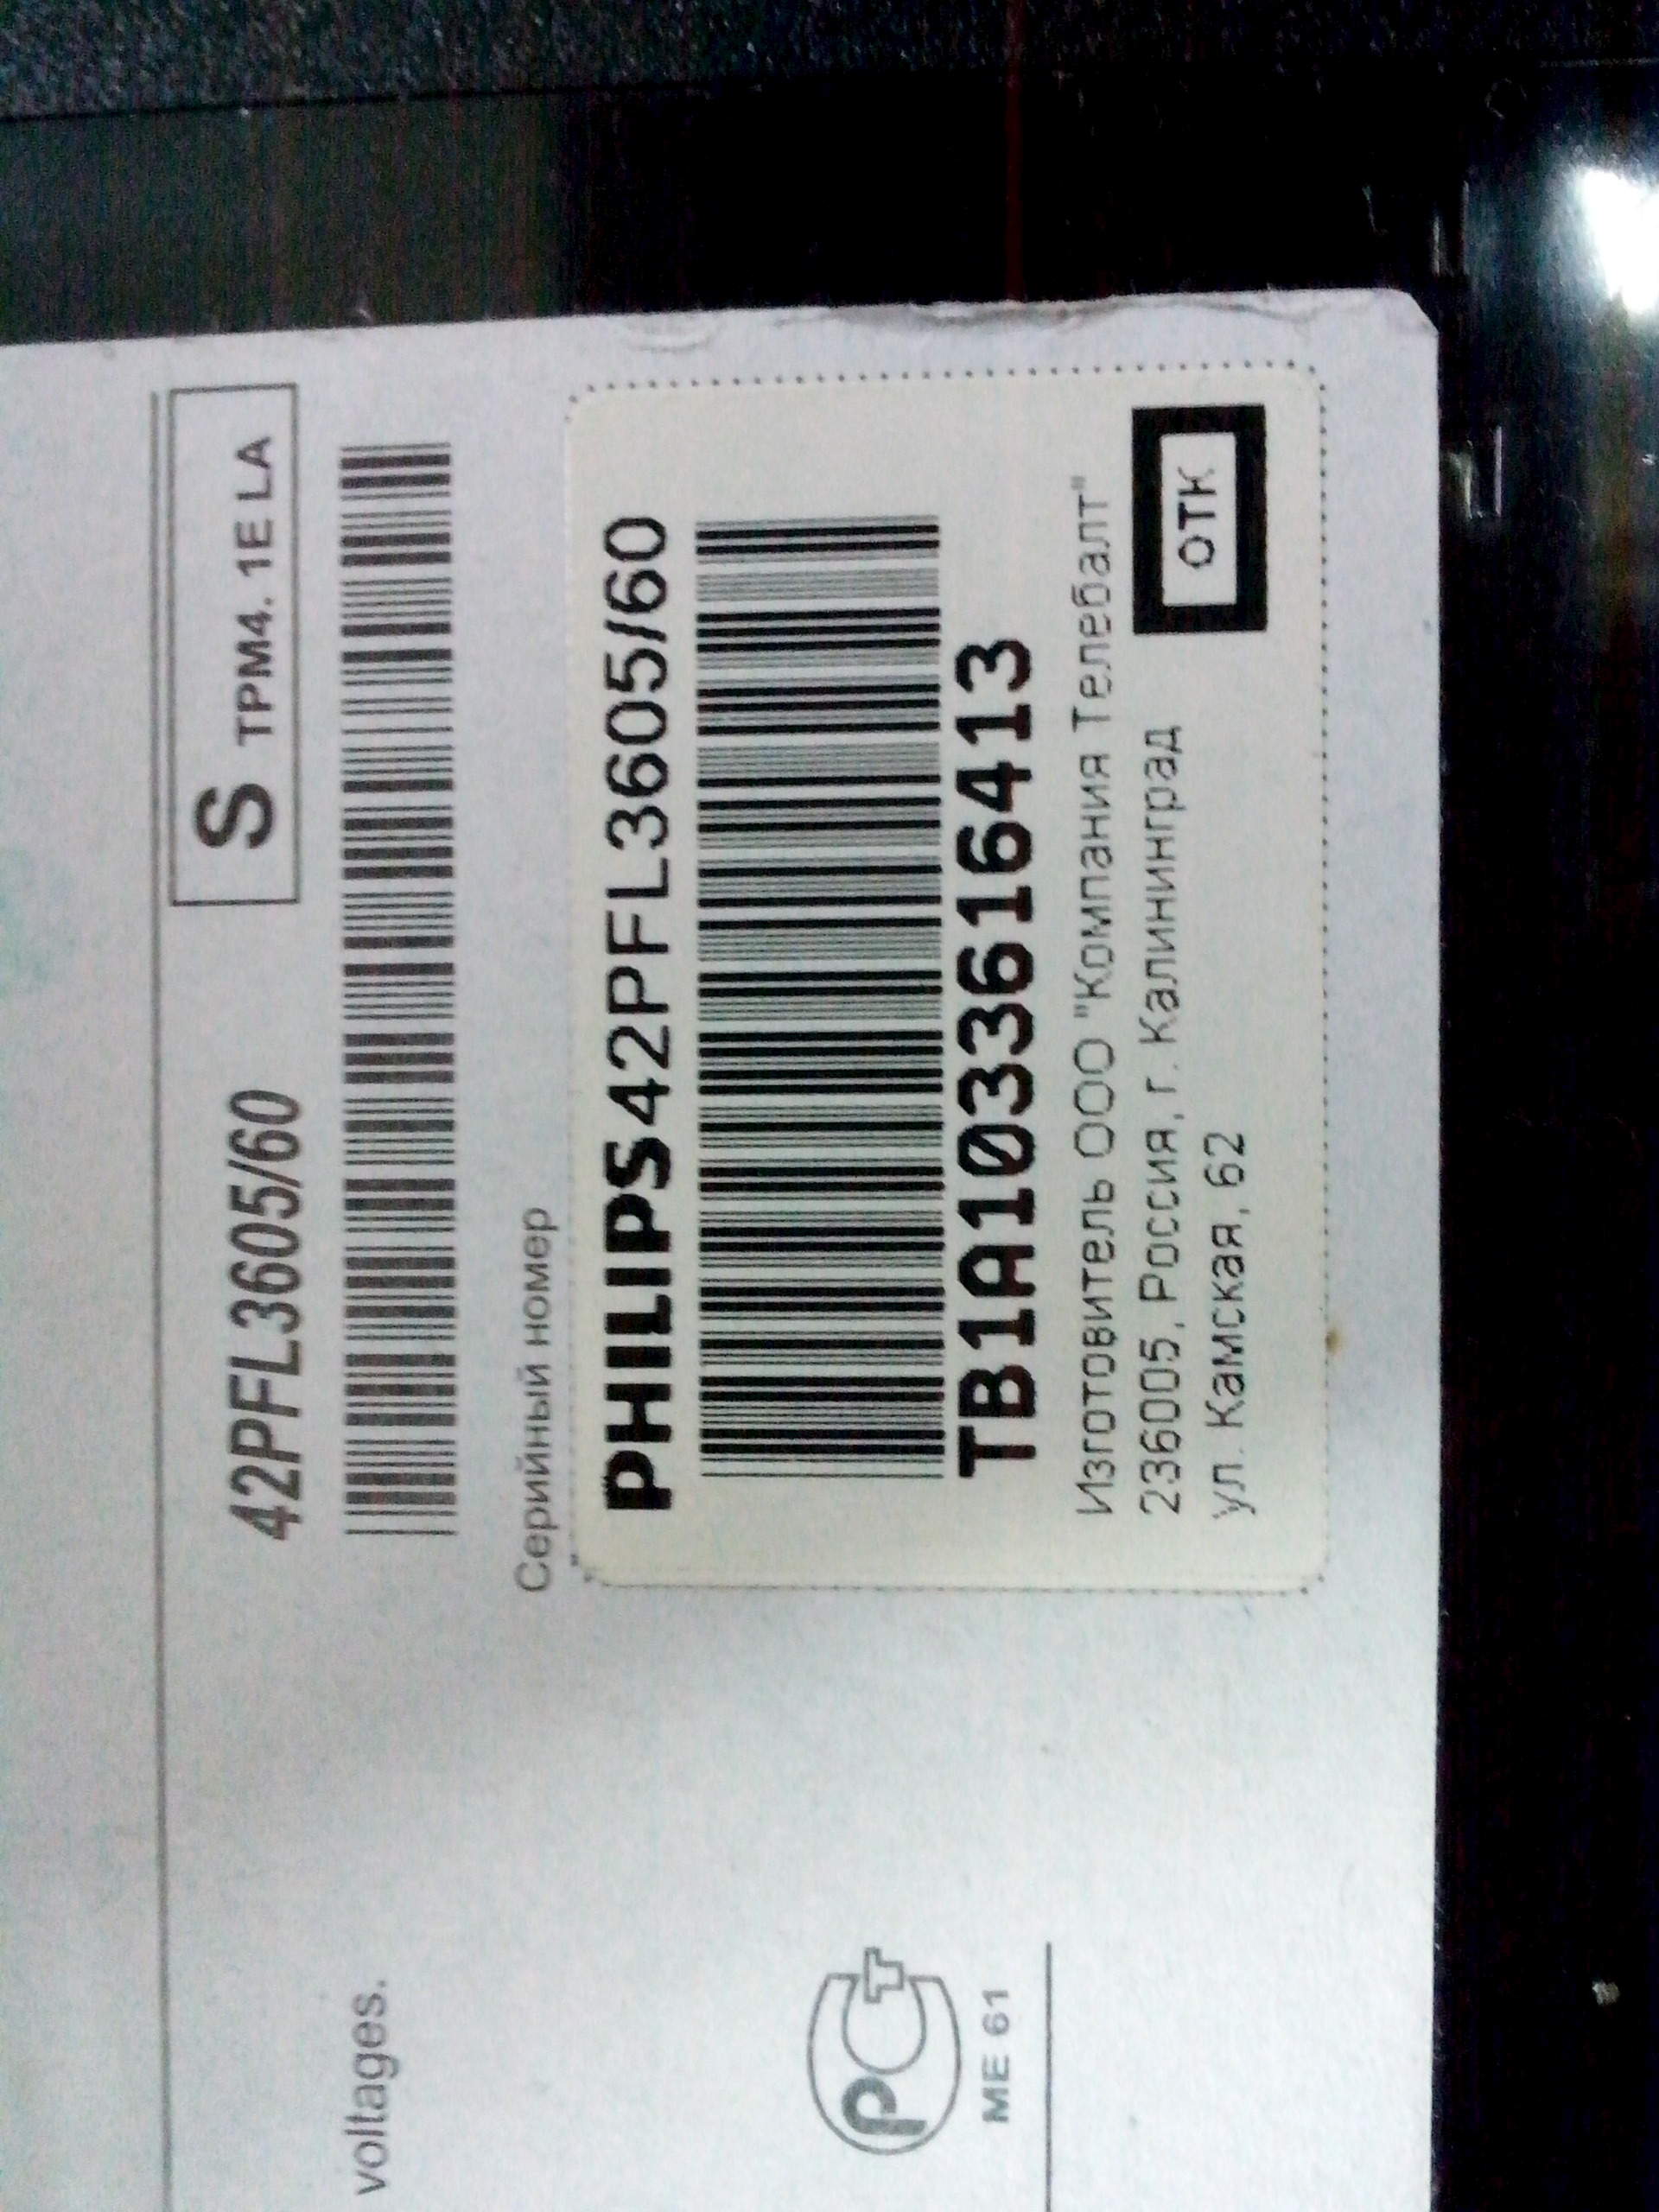 42PFL3605/60
S TPM4. 1E LA
Серийный номер
PHILIPS42PFL3605/60
TB1A1033616413
Изготовитель ООО "Компания Телебалт"
236005, Россия, г. Калининград
ул. Камская, 62
ОТК
voltages.
РСТ
ME 61